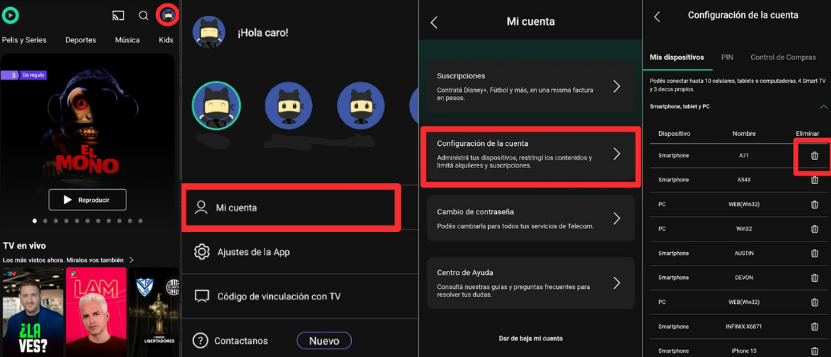 Pelis y Series
Deportes
Música
Kids
De regalo
EL
MONO
Reproducir
TV en vivo
Los más vistos ahora. Miralos vos también
¿LA
VES?
LAM
LIBERTADORES
¡Hola caro!
Mi cuenta
Ajustes de la App
Código de vinculación con TV
Contactanos
Nuevo
Mi cuenta
Suscripciones
Contratá Disney+, Fútbol y más, en una misma factura
en pesos.
Configuración de la cuenta
Administrá tus dispositivos, restringí los contenidos y
limitá alquileres y suscripciones.
Cambio de contraseña
Podés cambiarla para todos tus servicios de Telecom.
Centro de Ayuda
Consultá nuestras guías y preguntas frecuentes para
resolver tus dudas.
Dar de baja mi cuenta
Configuración de la cuenta
Mis dispositivos
PIN
Control de Compras
Podés conectar hasta 10 celulares, tablets o computadoras, 4 Smart TV
y 3 decos propios.
Smartphone, tablet y PC
Dispositivo Nombre Eliminar
Smartphone A71
Smartphone A54X
PC WEB(Win32)
PC Win32
Smartphone AUSTIN
Smartphone DEVON
PC WEB(Win32)
Smartphone INFINIX-X6871
Smartphone iPhone 13